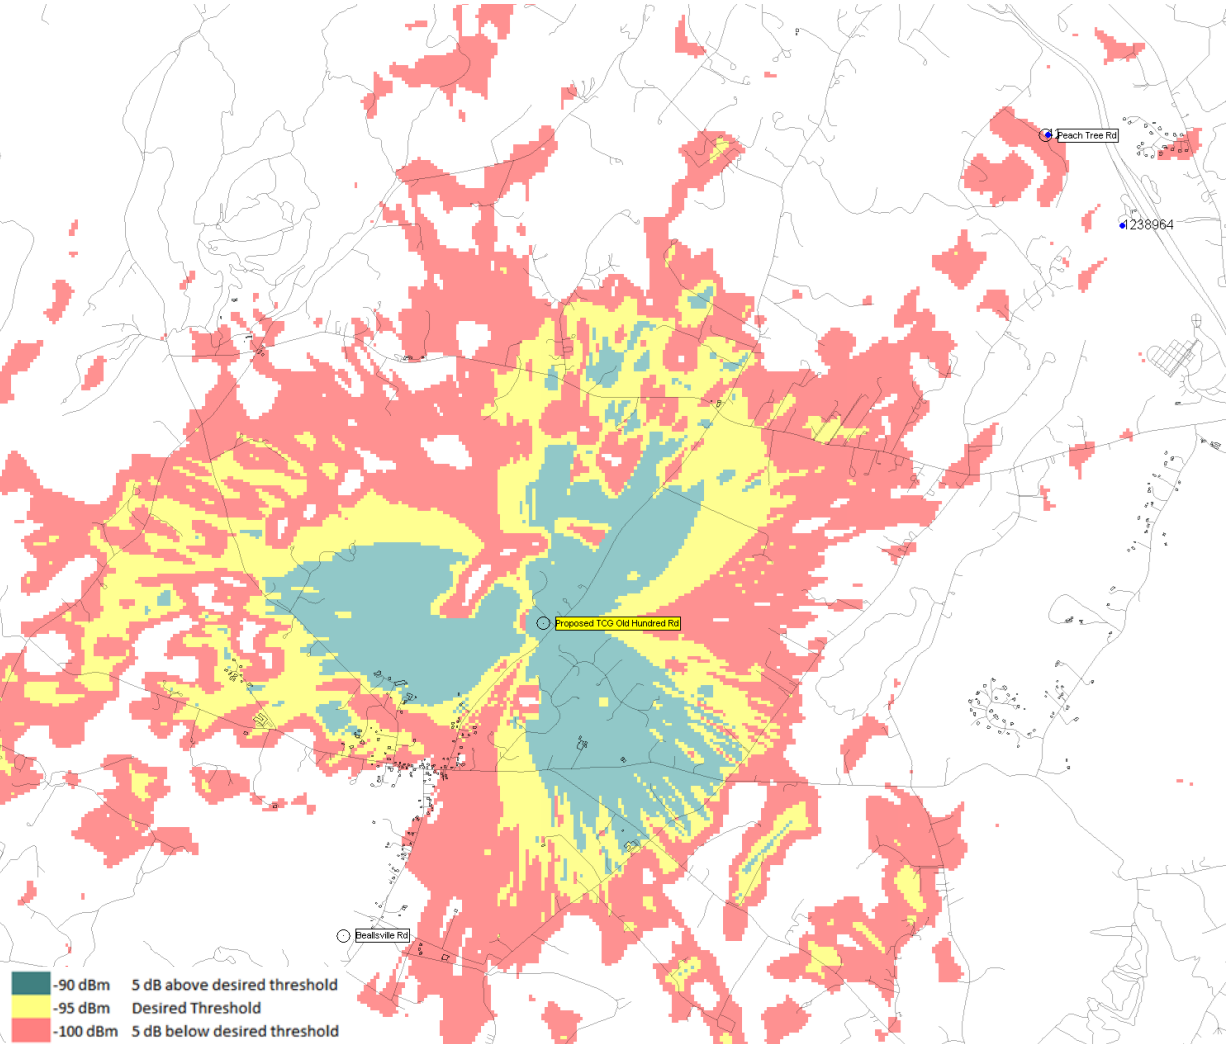 Peach Tree Rd
1238964
Proposed TCG Old Hundred Rd
Beallsville Rd
-90 dBm 5 dB above desired threshold
-95 dBm Desired Threshold
-100 dBm 5 dB below desired threshold